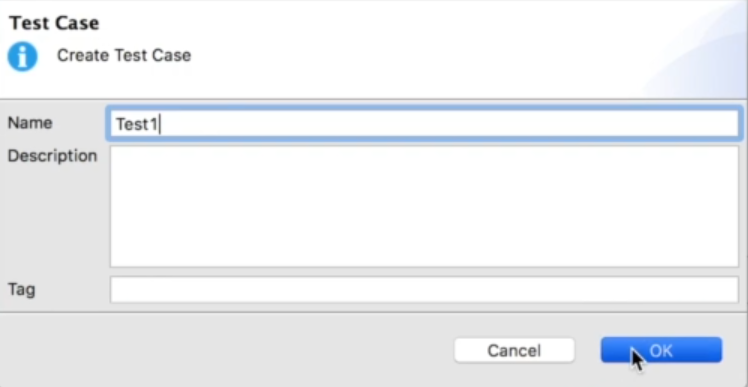 Test Case
Create Test Case
Name Test1
Description
Tag
Cancel OK